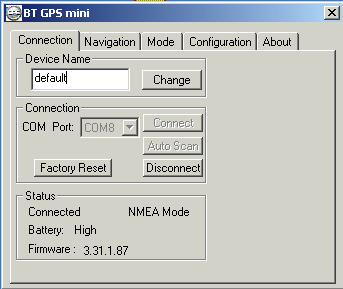 BT GPS mini
Connection Navigation Mode Configuration About
Device Name
default Change
Connection
COM Port: COM8 Connect
Auto Scan
Factory Reset Disconnect
Status
Connected NMEA Mode
Battery: High
Firmware : 3.31.1.87